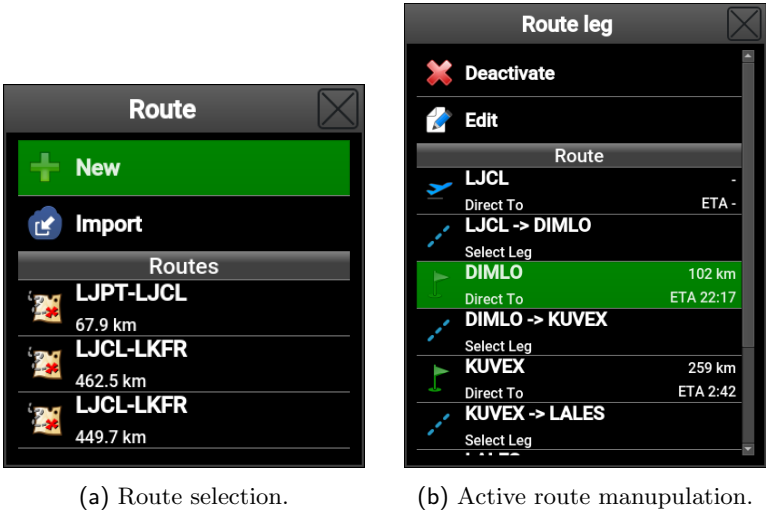 Route
New
Import
Routes
LJPT-LJCL
67.9 km
LJCL-LKFR
462.5 km
LJCL-LKFR
449.7 km
(a) Route selection.
Route leg
Deactivate
Edit
Route
LJCL -
Direct To ETA -
LJCL -> DIMLO
Select Leg
DIMLO 102 km
Direct To ETA 22:17
DIMLO -> KUVEX
Select Leg
KUVEX 259 km
Direct To ETA 2:42
KUVEX -> LALES
Select Leg
(b) Active route manupulation.